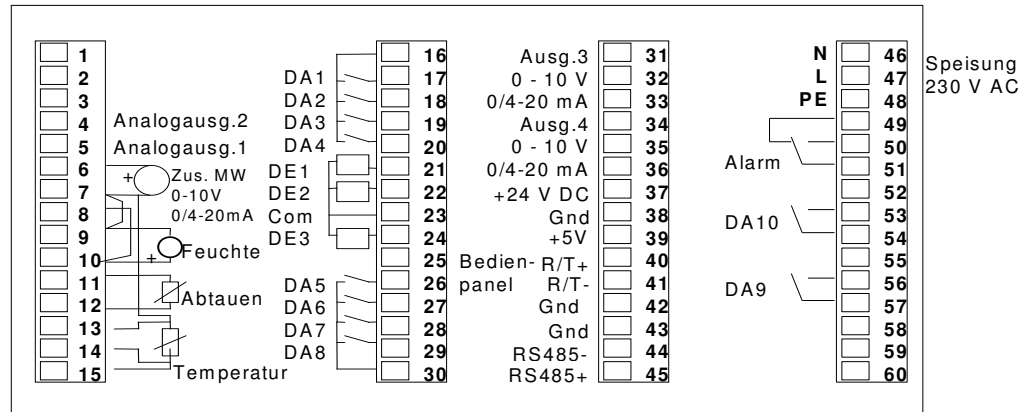 1
2
3
4 Analogausg.2
5 Analogausg.1
6
7
8
9
10
11
12
13
14
15
+ Zus. MW
0-10V
0/4-20mA
+ Feuchte
Abtauen
Temperatur
DA1
DA2
DA3
DA4
DE1
DE2
Com
DE3
DA5
DA6
DA7
DA8
16
17
18
19
20
21
22
23
24
25
26
27
28
29
30
Ausg.3 31
0 - 10 V 32
0/4-20 mA 33
Ausg.4 34
0 - 10 V 35
0/4-20 mA 36
+24 V DC 37
Gnd 38
+5V 39
Bedien- R/T+ 40
panel R/T- 41
Gnd 42
Gnd 43
RS485- 44
RS485+ 45
N 46
L 47
PE 48
49
50
51
52
53
54
55
56
57
58
59
60
Alarm
DA10
DA9
Speisung
230 V AC